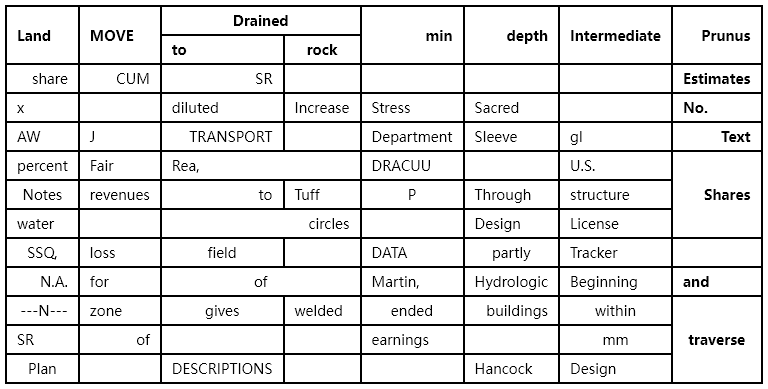 Land MOVE Drained min depth Intermediate Prunus
to rock
share CUM SR Estimates
x diluted Increase Stress Sacred No.
AW J TRANSPORT Department Sleeve gl Text
percent Fair Rea, DRACUU U.S.
Notes revenues to Tuff P Through structure Shares
water circles Design License
SSQ, loss field DATA partly Tracker
N.A. for of Martin, Hydrologic Beginning and
---N--- zone gives welded ended buildings within
SR of earnings mm traverse
Plan DESCRIPTIONS Hancock Design